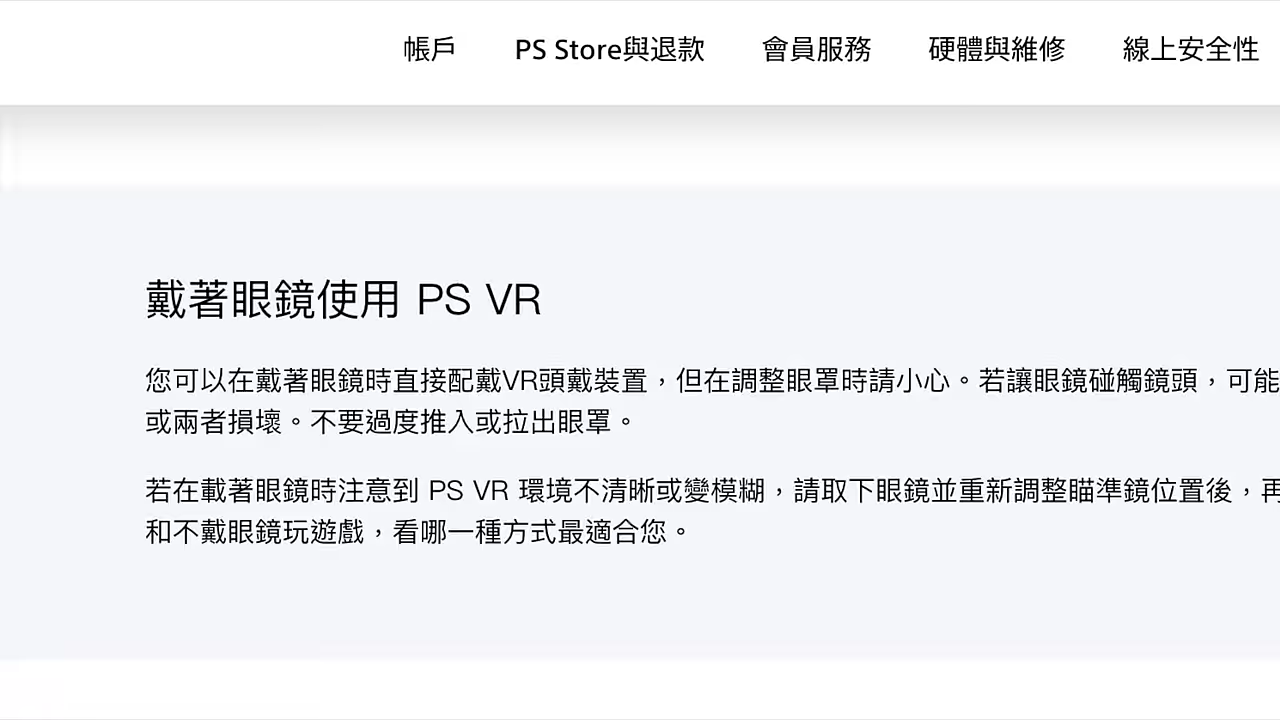 帳戶 PS Store與退款 會員服務 硬體與維修 線上安全性
戴著眼鏡使用 PS VR
您可以在戴著眼鏡時直接配戴VR頭戴裝置，但在調整眼罩時請小心。若讓眼鏡碰觸鏡頭，可能
或兩者損壞。不要過度推入或拉出眼罩。
若在載著眼鏡時注意到 PS VR 環境不清晰或變模糊，請取下眼鏡並重新調整瞄準鏡位置後，再
和不戴眼鏡玩遊戲，看哪一種方式最適合您。